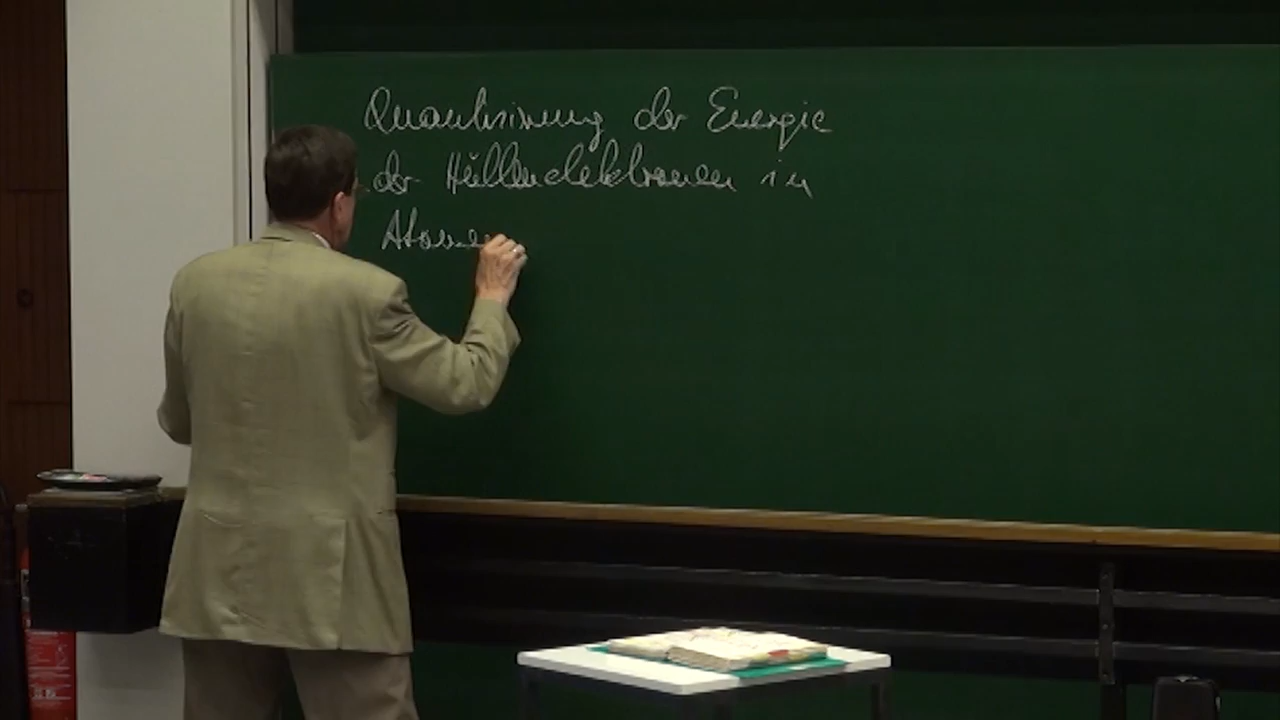 Quantisierung der Energie
der Hüllenelektronen in
Atomen